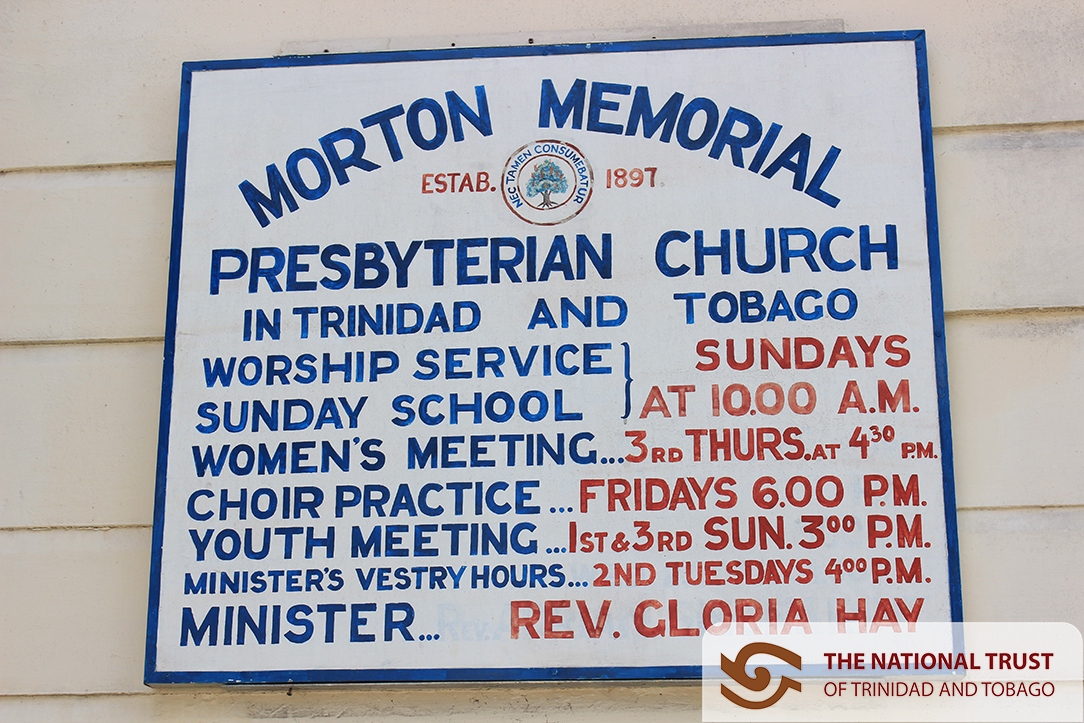 MORTON MEMORIAL
ESTAB. 1897
NEC TAMEN CONSUMEBATUR
PRESBYTERIAN CHURCH
IN TRINIDAD AND TOBAGO
WORSHIP SERVICE } SUNDAYS
SUNDAY SCHOOL } AT 10.00 A.M.
WOMEN'S MEETING...3RD THURS. AT 4³⁰ P.M.
CHOIR PRACTICE...FRIDAYS 6.00 P.M.
YOUTH MEETING...1ST & 3RD SUN. 3⁰⁰ P.M.
MINISTER'S VESTRY HOURS...2ND TUESDAYS 4⁰⁰ P.M.
MINISTER... REV. GLORIA HAY
THE NATIONAL TRUST
OF TRINIDAD AND TOBAGO